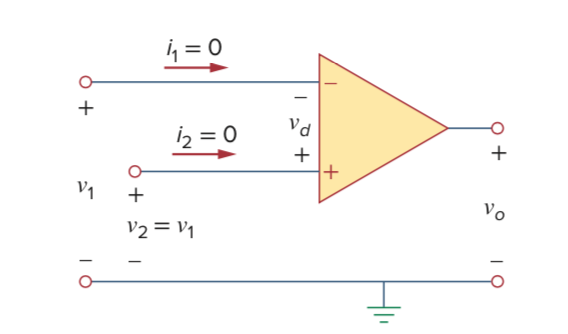 i₁ = 0
+
−
−
v_d
+
i₂ = 0
+
+
+
v₁
v₂ = v₁
v_o
−
−
−